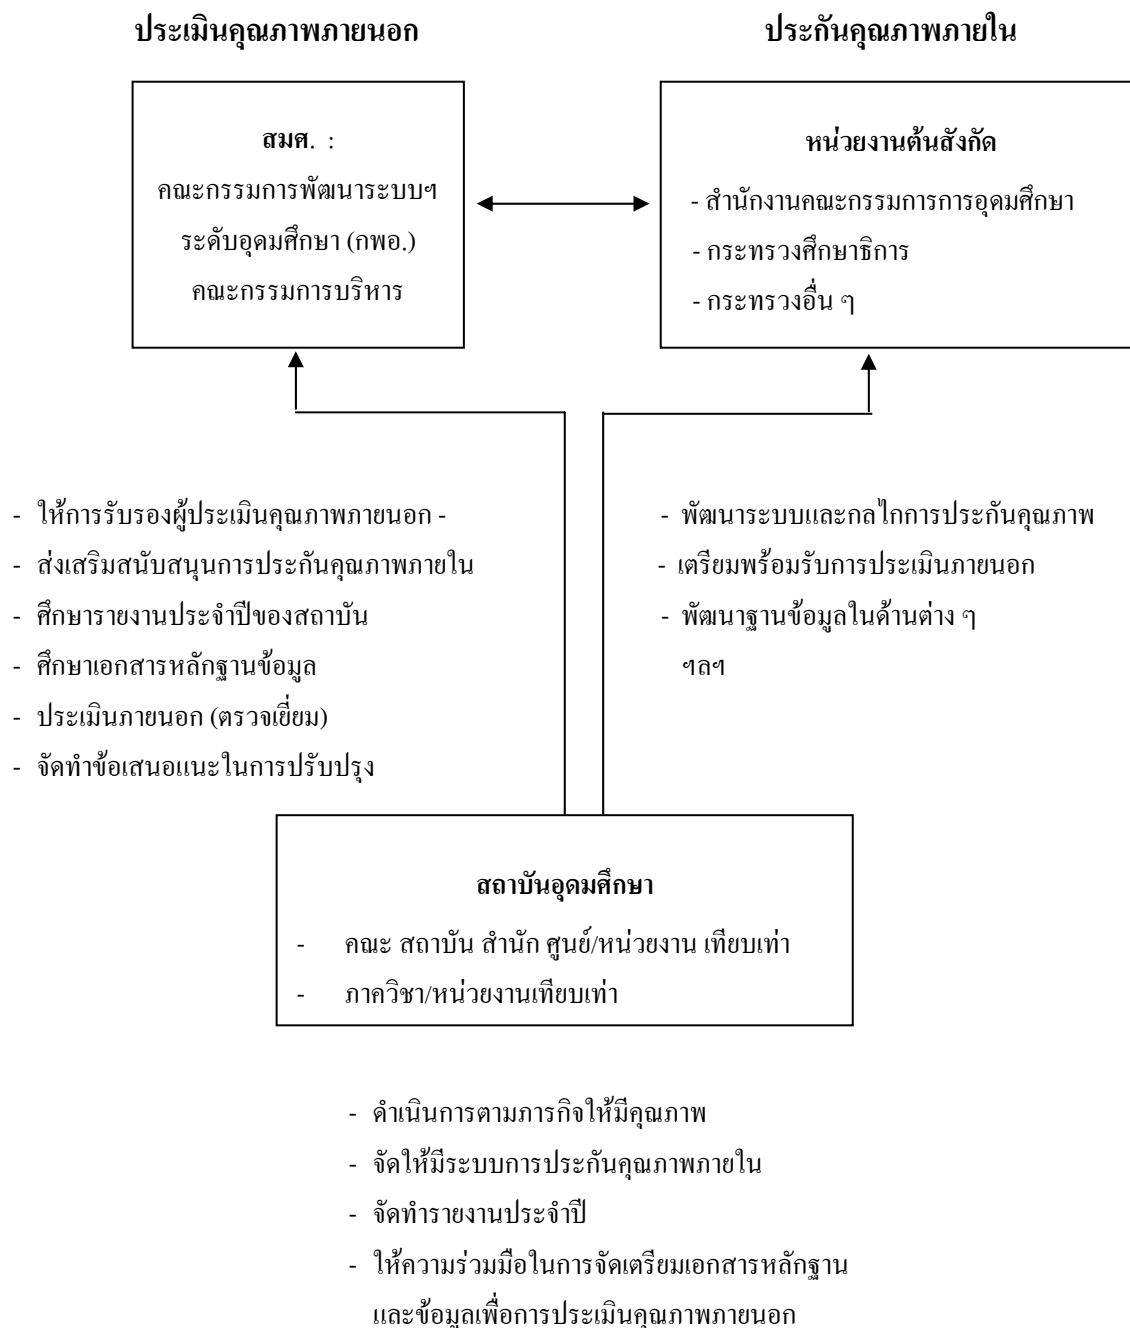 ประเมินคุณภาพภายนอก
ประกันคุณภาพภายใน
สมศ. :
คณะกรรมการพัฒนาระบบฯ
ระดับอุดมศึกษา (กพอ.)
คณะกรรมการบริหาร
หน่วยงานต้นสังกัด
- สำนักงานคณะกรรมการการอุดมศึกษา
- กระทรวงศึกษาธิการ
- กระทรวงอื่น ๆ
- ให้การรับรองผู้ประเมินคุณภาพภายนอก -
- ส่งเสริมสนับสนุนการประกันคุณภาพภายใน
- ศึกษารายงานประจำปีของสถาบัน
- ศึกษาเอกสารหลักฐานข้อมูล
- ประเมินภายนอก (ตรวจเยี่ยม)
- จัดทำข้อเสนอแนะในการปรับปรุง
- พัฒนาระบบและกลไกการประกันคุณภาพ
- เตรียมพร้อมรับการประเมินภายนอก
- พัฒนาฐานข้อมูลในด้านต่าง ๆ
ฯลฯ
สถาบันอุดมศึกษา
- คณะ สถาบัน สำนัก ศูนย์/หน่วยงาน เทียบเท่า
- ภาควิชา/หน่วยงานเทียบเท่า
- ดำเนินการตามภารกิจให้มีคุณภาพ
- จัดให้มีระบบการประกันคุณภาพภายใน
- จัดทำรายงานประจำปี
- ให้ความร่วมมือในการจัดเตรียมเอกสารหลักฐาน
และข้อมูลเพื่อการประเมินคุณภาพภายนอก